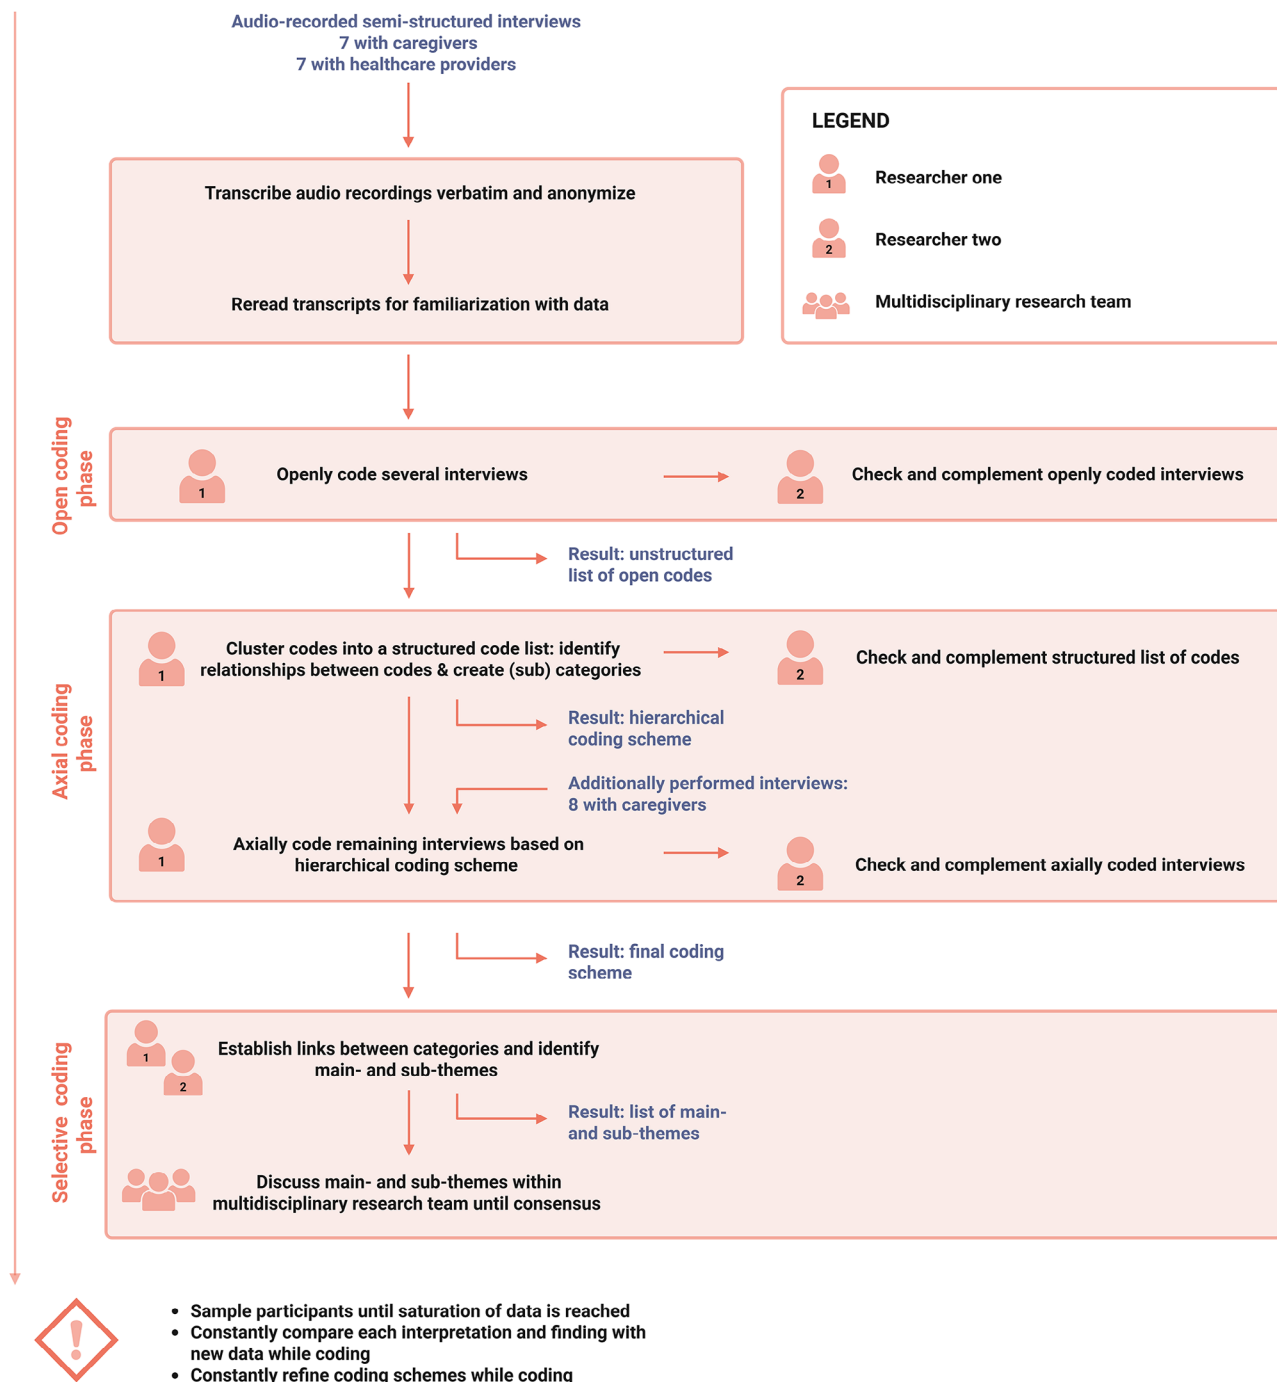 Audio-recorded semi-structured interviews
7 with caregivers
7 with healthcare providers
LEGEND
1
Researcher one
2
Researcher two
Multidisciplinary research team
Transcribe audio recordings verbatim and anonymize
Reread transcripts for familiarization with data
Open coding
phase
1
Openly code several interviews
2
Check and complement openly coded interviews
Result: unstructured
list of open codes
Axial coding
phase
1
Cluster codes into a structured code list: identify
relationships between codes & create (sub) categories
2
Check and complement structured list of codes
Result: hierarchical
coding scheme
Additionally performed interviews:
8 with caregivers
1
Axially code remaining interviews based on
hierarchical coding scheme
2
Check and complement axially coded interviews
Result: final coding
scheme
Selective coding
phase
1
2
Establish links between categories and identify
main- and sub-themes
Result: list of main-
and sub-themes
Discuss main- and sub-themes within
multidisciplinary research team until consensus
!
• Sample participants until saturation of data is reached
• Constantly compare each interpretation and finding with
new data while coding
• Constantly refine coding schemes while coding